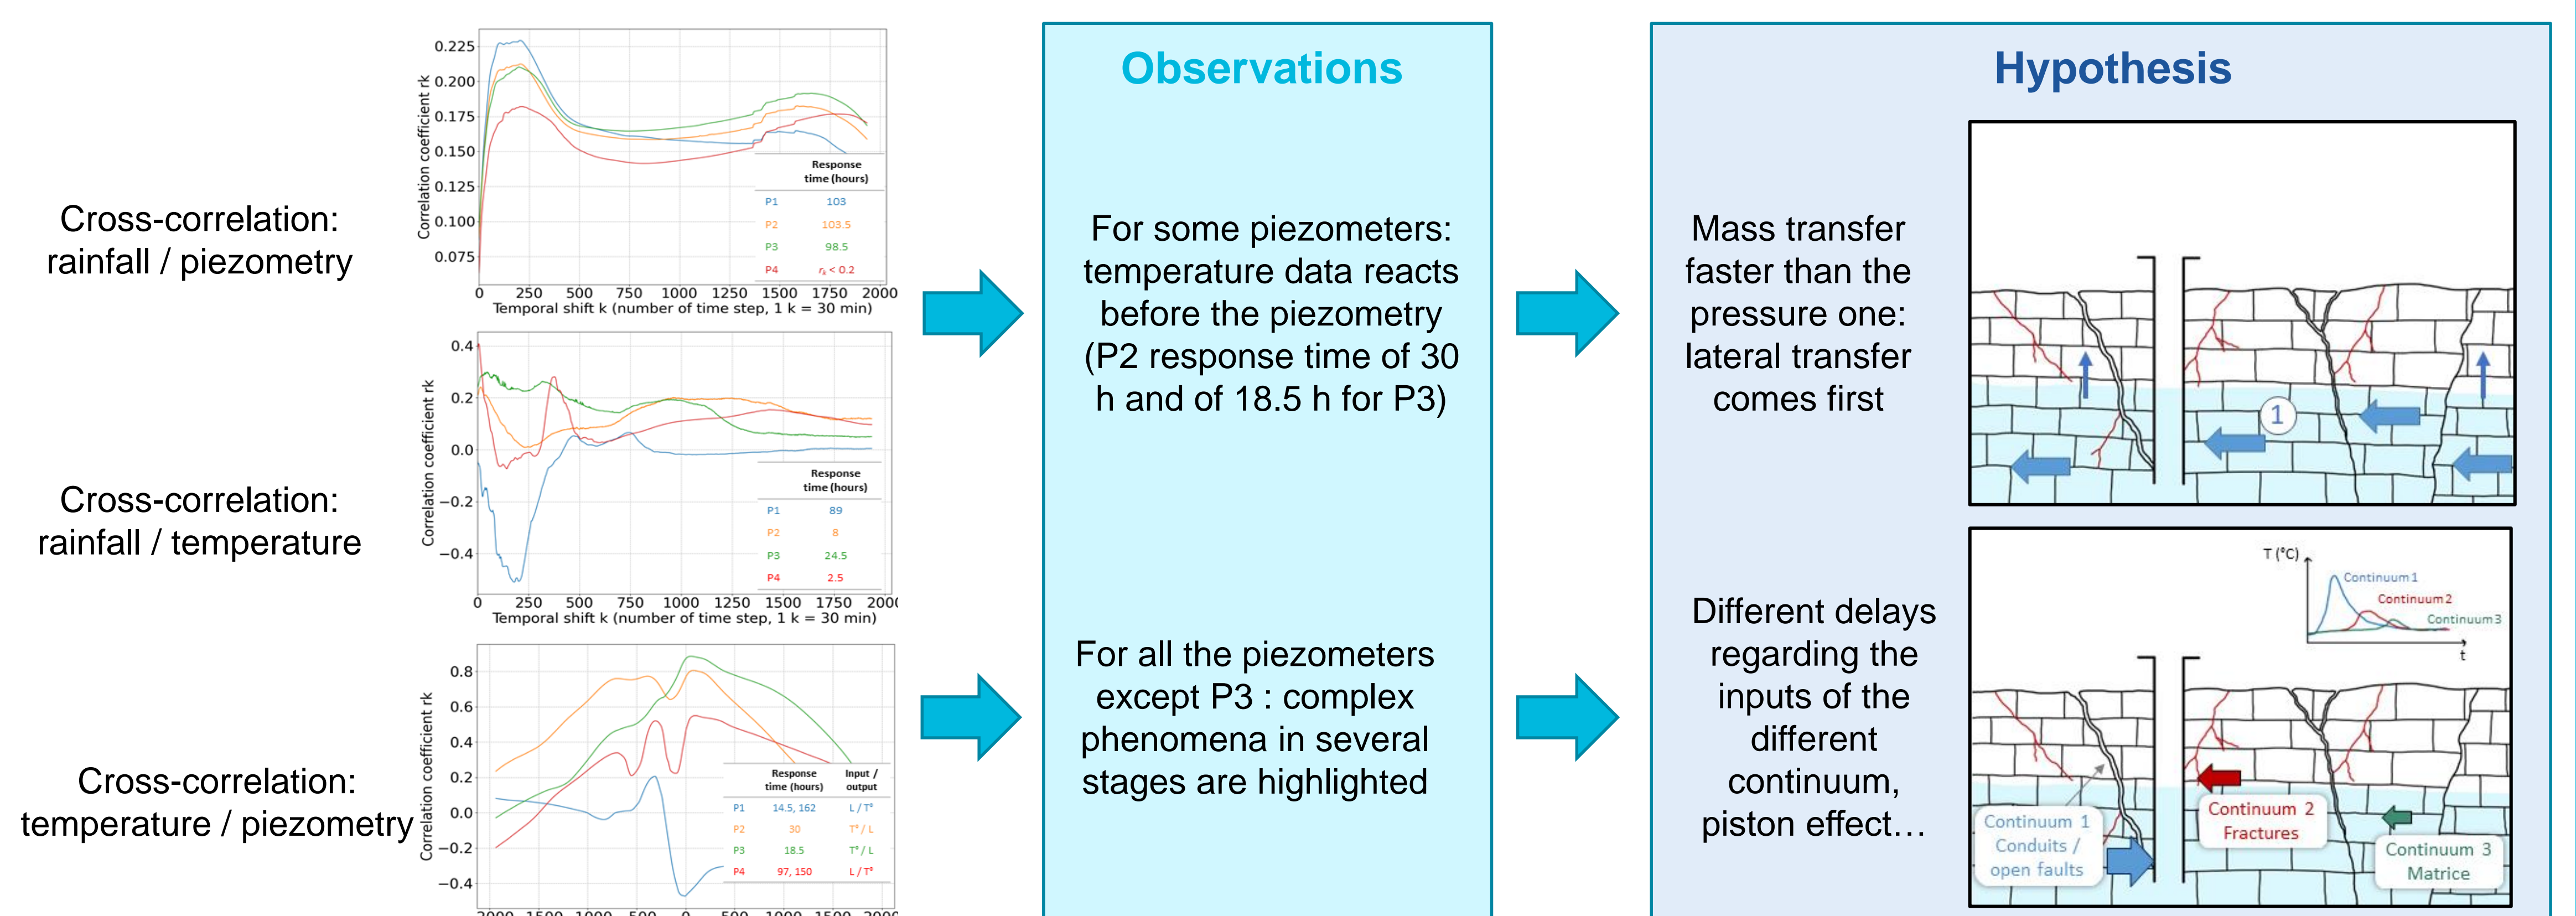 Cross-correlation:
rainfall / piezometry
Correlation coefficient rk
0.225
0.200
0.175
0.150
0.125
0.100
0.075
0 250 500 750 1000 1250 1500 1750 2000
Temporal shift k (number of time step, 1 k = 30 min)
Response
time (hours)
P1 103
P2 103.5
P3 98.5
P4 rk < 0.2
Cross-correlation:
rainfall / temperature
Correlation coefficient rk
0.4
0.2
0.0
−0.2
−0.4
0 250 500 750 1000 1250 1500 1750 200
Temporal shift k (number of time step, 1 k = 30 min)
Response
time (hours)
P1 89
P2 8
P3 24.5
P4 2.5
Cross-correlation:
temperature / piezometry
Correlation coefficient rk
0.8
0.6
0.4
0.2
0.0
−0.2
−0.4
2000 1500 1000 500 0 500 1000 1500 2000
Response Input /
time (hours) output
P1 14.5, 162 L / T°
P2 30 T° / L
P3 18.5 T° / L
P4 97, 150 L / T°
Observations
For some piezometers:
temperature data reacts
before the piezometry
(P2 response time of 30
h and of 18.5 h for P3)
For all the piezometers
except P3 : complex
phenomena in several
stages are highlighted
Hypothesis
Mass transfer
faster than the
pressure one:
lateral transfer
comes first
1
Different delays
regarding the
inputs of the
different
continuum,
piston effect…
T (°C)
Continuum 1
Continuum 2
Continuum 3
t
Continuum 1
Conduits /
open faults
Continuum 2
Fractures
Continuum 3
Matrice